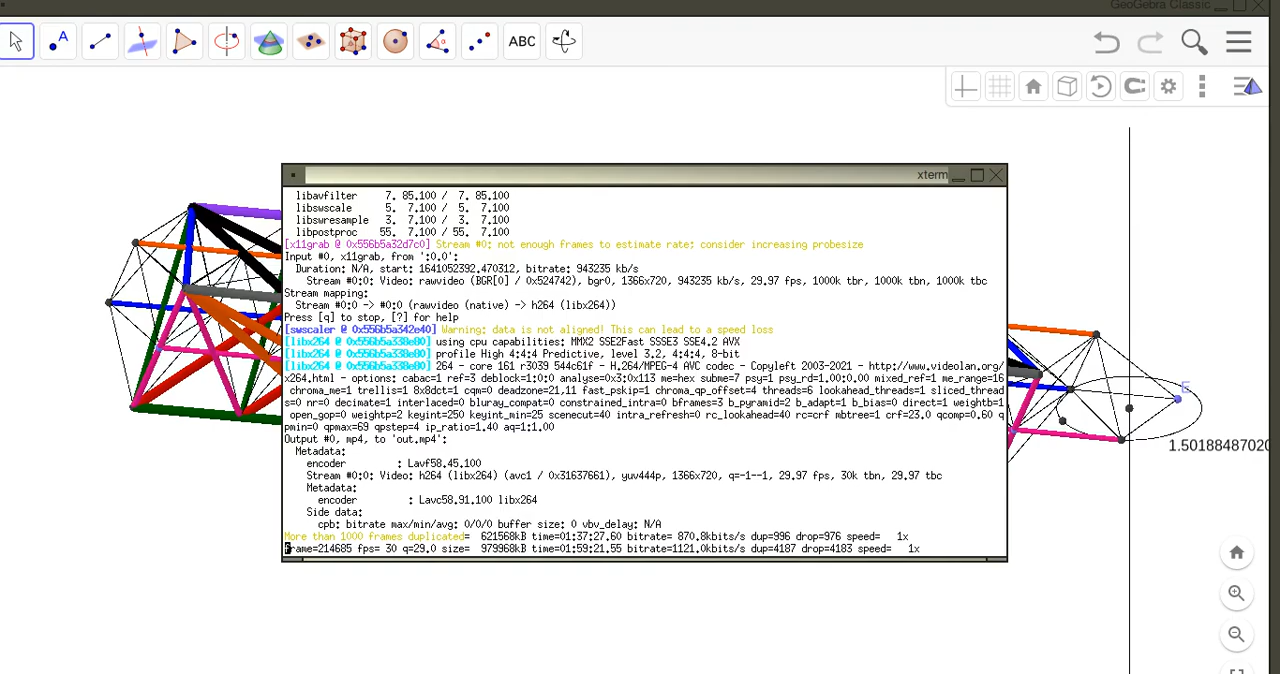 GeoGebra Classic
A
ABC
xterm
libavfilter 7. 85.100 / 7. 85.100
libswscale 5. 7.100 / 5. 7.100
libswresample 3. 7.100 / 3. 7.100
libpostproc 55. 7.100 / 55. 7.100
[x11grab @ 0x556b5a32d7c0] Stream #0: not enough frames to estimate rate; consider increasing probesize
Input #0, x11grab, from ':0.0':
Duration: N/A, start: 1641052392.470312, bitrate: 943235 kb/s
Stream #0:0: Video: rawvideo (BGR[0] / 0x524742), bgr0, 1366x720, 943235 kb/s, 29.97 fps, 1000k tbr, 1000k tbn, 1000k tbc
Stream mapping:
Stream #0:0 -> #0:0 (rawvideo (native) -> h264 (libx264))
Press [q] to stop, [?] for help
[swscaler @ 0x556b5a342e40] Warning: data is not aligned! This can lead to a speed loss
[libx264 @ 0x556b5a338e80] using cpu capabilities: MMX2 SSE2Fast SSSE3 SSE4.2 AVX
[libx264 @ 0x556b5a338e80] profile High 4:4:4 Predictive, level 3.2, 4:4:4, 8-bit
[libx264 @ 0x556b5a338e80] 264 - core 161 r3039 544c61f - H.264/MPEG-4 AVC codec - Copyleft 2003-2021 - http://www.videolan.org/
x264.html - options: cabac=1 ref=3 deblock=1:0:0 analyse=0x3:0x113 me=hex subme=7 psy=1 psy_rd=1.00:0.00 mixed_ref=1 me_range=16
chroma_me=1 trellis=1 8x8dct=1 cqm=0 deadzone=21,11 fast_pskip=1 chroma_qp_offset=4 threads=6 lookahead_threads=1 sliced_thread
s=0 nr=0 decimate=1 interlaced=0 bluray_compat=0 constrained_intra=0 bframes=3 b_pyramid=2 b_adapt=1 b_bias=0 direct=1 weightb=1
open_gop=0 weightp=2 keyint=250 keyint_min=25 scenecut=40 intra_refresh=0 rc_lookahead=40 rc=crf mbtree=1 crf=23.0 qcomp=0.60 q
pmin=0 qpmax=69 qpstep=4 ip_ratio=1.40 aq=1:1.00
Output #0, mp4, to 'out.mp4':
Metadata:
encoder : Lavf58.45.100
Stream #0:0: Video: h264 (libx264) (avc1 / 0x31637661), yuv444p, 1366x720, q=-1--1, 29.97 fps, 30k tbn, 29.97 tbc
Metadata:
encoder : Lavc58.91.100 libx264
Side data:
cpb: bitrate max/min/avg: 0/0/0 buffer size: 0 vbv_delay: N/A
More than 1000 frames duplicated= 621568kB time=01:37:27.60 bitrate= 870.8kbits/s dup=996 drop=976 speed= 1x
frame=214685 fps= 30 q=29.0 size= 979968kB time=01:59:21.55 bitrate=1121.0kbits/s dup=4187 drop=4183 speed= 1x
E
1.50188487020